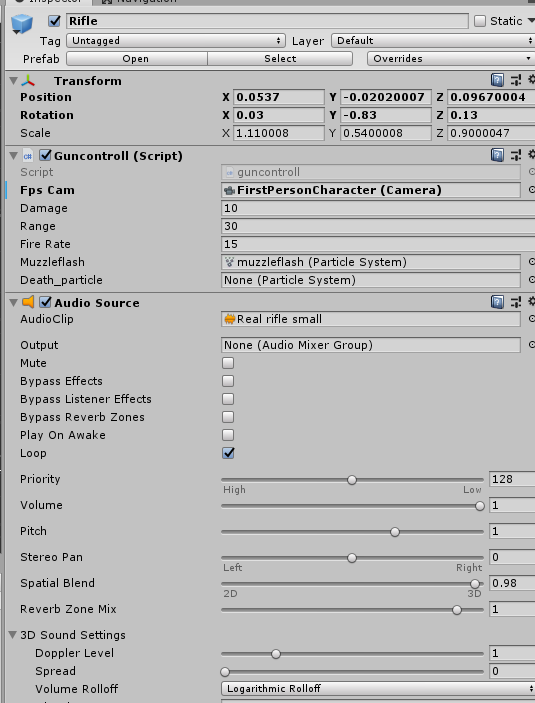 Inspector Navigation
Rifle Static
Tag Untagged Layer Default
Prefab Open Select Overrides
Transform
Position X 0.0537 Y -0.02020007 Z 0.09670004
Rotation X 0.03 Y -0.83 Z 0.13
Scale X 1.110008 Y 0.5400008 Z 0.9000047
Guncontroll (Script)
Script guncontroll
Fps Cam FirstPersonCharacter (Camera)
Damage 10
Range 30
Fire Rate 15
Muzzleflash muzzleflash (Particle System)
Death_particle None (Particle System)
Audio Source
AudioClip Real rifle small
Output None (Audio Mixer Group)
Mute
Bypass Effects
Bypass Listener Effects
Bypass Reverb Zones
Play On Awake
Loop
Priority 128
High Low
Volume 1
Pitch 1
Stereo Pan 0
Left Right
Spatial Blend 0.98
2D 3D
Reverb Zone Mix 1
3D Sound Settings
Doppler Level 1
Spread 0
Volume Rolloff Logarithmic Rolloff